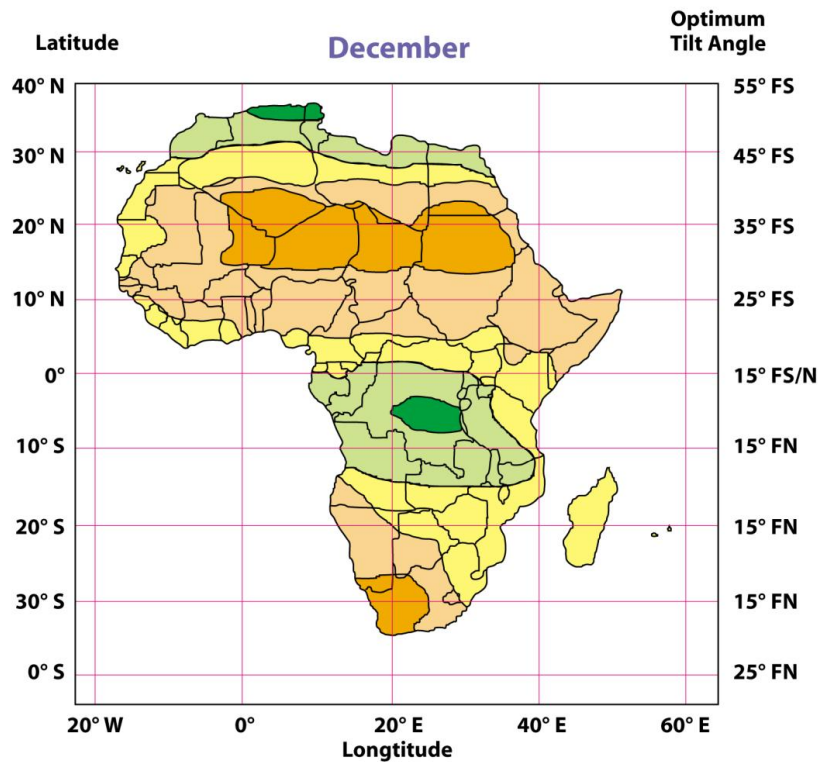 Latitude
December
Optimum
Tilt Angle
40° N
55° FS
30° N
45° FS
20° N
35° FS
10° N
25° FS
0°
15° FS/N
10° S
15° FN
20° S
15° FN
30° S
15° FN
0° S
25° FN
20° W
0°
20° E
40° E
60° E
Longtitude